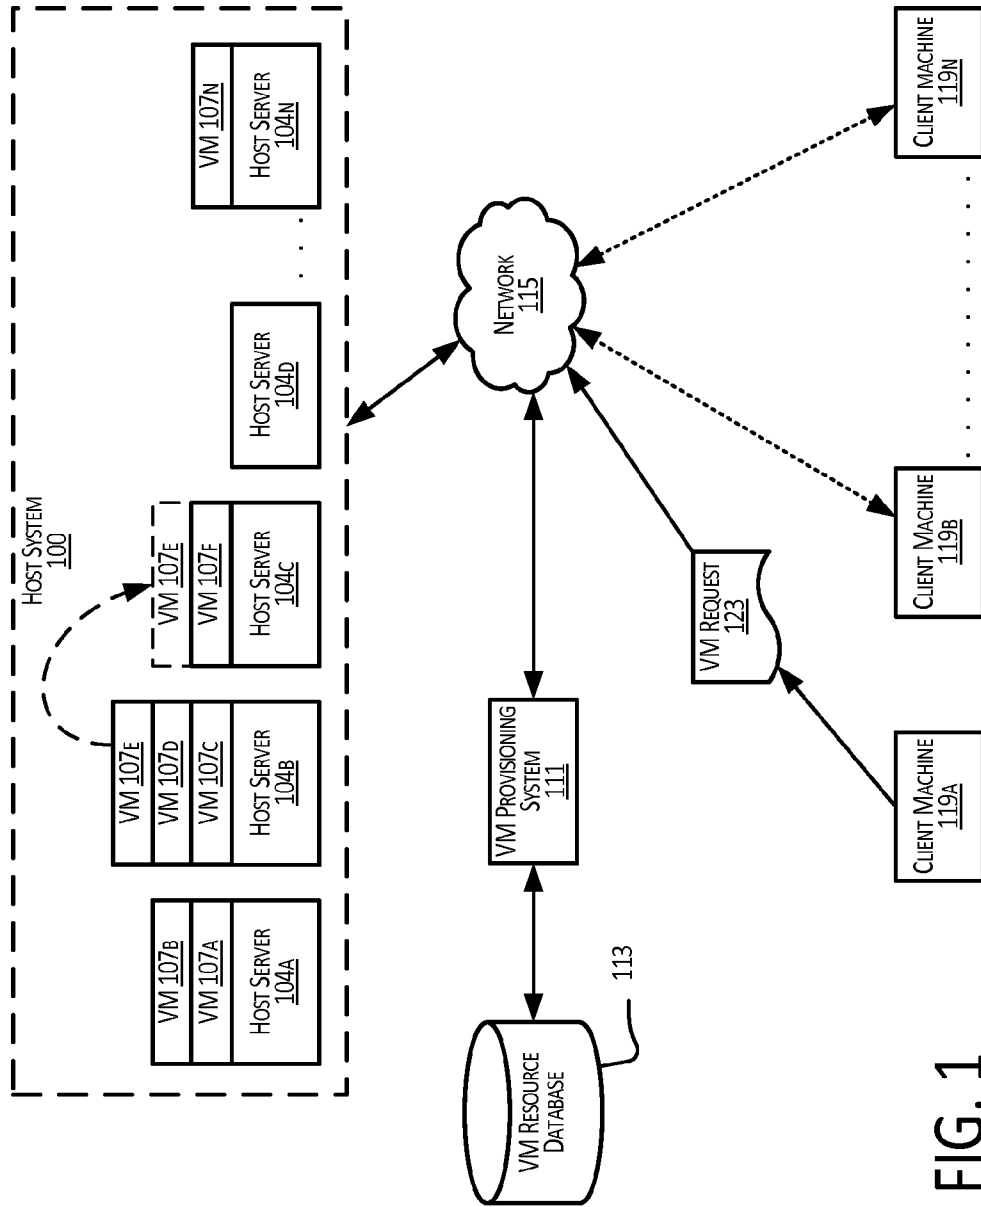 HOST SYSTEM
100
VM 107B
VM 107A
HOST SERVER
104A
VM 107E
VM 107D
VM 107C
HOST SERVER
104B
VM 107E
VM 107F
HOST SERVER
104C
HOST SERVER
104D
. . .
VM 107N
HOST SERVER
104N
VM RESOURCE
DATABASE
113
VM PROVISIONING
SYSTEM
111
NETWORK
115
VM REQUEST
123
CLIENT MACHINE
119A
CLIENT MACHINE
119B
. . . . . . . . .
CLIENT MACHINE
119N
FIG. 1